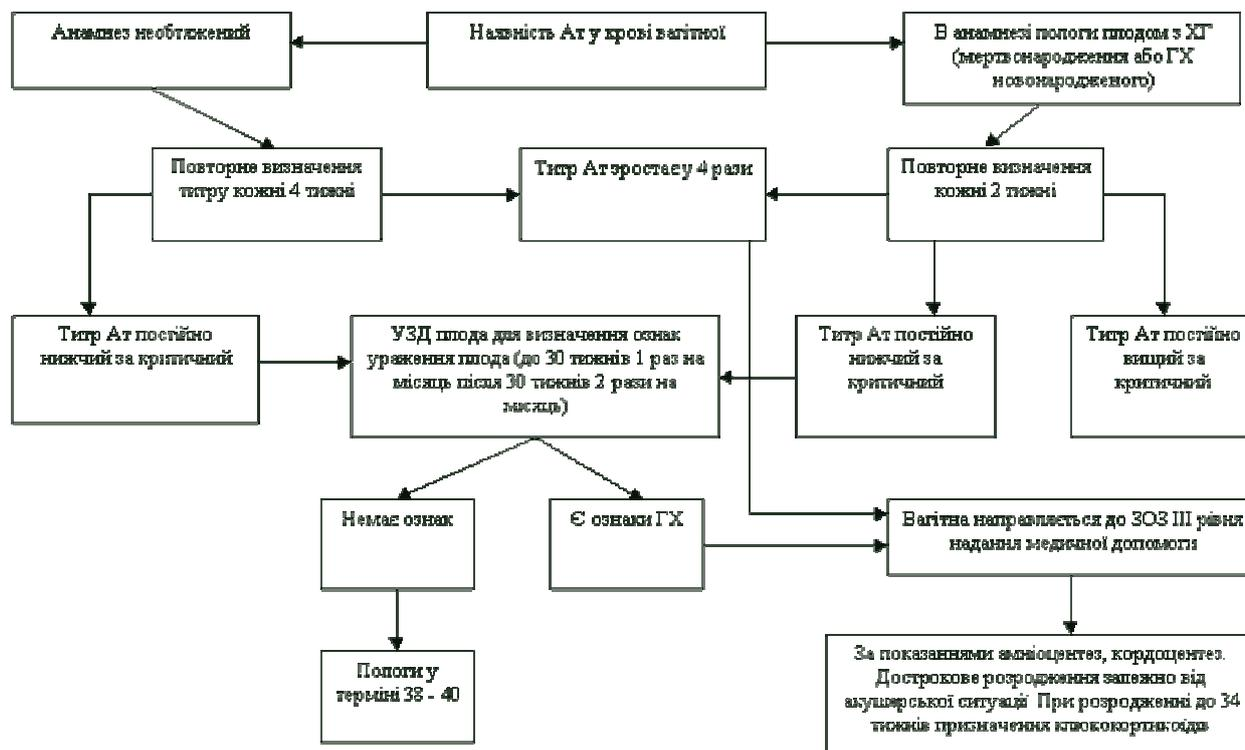 Анамнез необтяжений
Наявність Ат у крові вагітної
В анамнезі пологи плодом з ХГ
(мертвонародження або ГХ
новонародженого)
Повторне визначення
титру кожні 4 тижні
Титр Ат зростає у 4 рази
Повторне визначення
кожні 2 тижні
Титр Ат постійно
нижчий за критичний
УЗД плода для визначення ознак
ураження плода (до 30 тижнів 1 раз на
місяць після 30 тижнів 2 рази на
місяць)
Титр Ат постійно
нижчий за
критичний
Титр Ат постійно
вищий за
критичний
Немає ознак
Є ознаки ГХ
Вагітна направляється до ЗОЗ III рівня
надання медичної допомоги
Пологи у
терміні 38 - 40
За показаннями амніоцентез, кордоцентез.
Дострокове розродження залежно від
акушерської ситуації При розродженні до 34
тижнів призначення клюкокортикоїдів